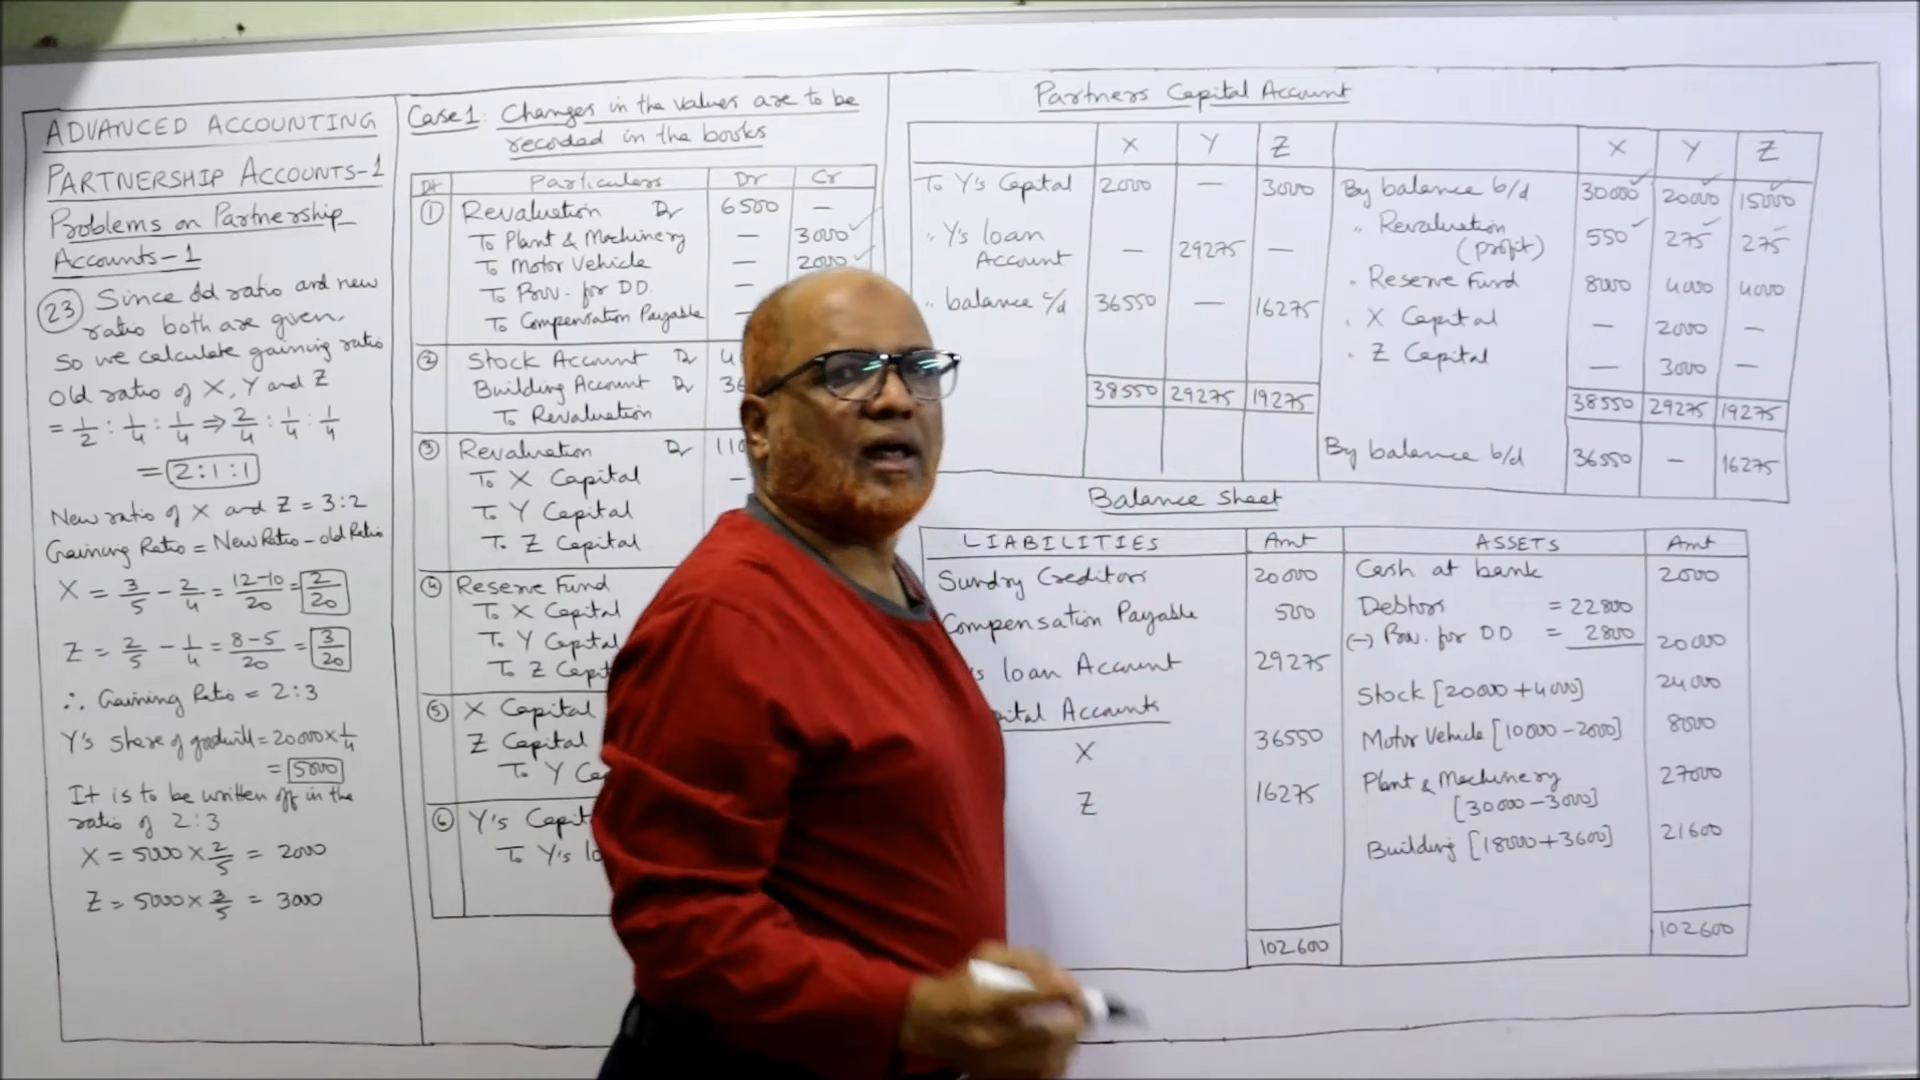 ADVANCED ACCOUNTING
PARTNERSHIP ACCOUNTS-1
Problems on Partnership
Accounts-1
(23) Since old ratio and new
ratio both are given,
So we calculate gaining ratio
Old ratio of X, Y and Z
= 1/2 : 1/4 : 1/4 ⇒ 2/4 : 1/4 : 1/4
= 2:1:1
New ratio of X and Z = 3:2
Gaining Ratio = New Ratio - old Ratio
X = 3/5 - 2/4 = 12-10/20 = 2/20
Z = 2/5 - 1/4 = 8-5/20 = 3/20
∴ Gaining Ratio = 2:3
Y's share of goodwill = 20000 × 1/4
= 5000
It is to be written off in the
ratio of 2:3
X = 5000 × 2/5 = 2000
Z = 5000 × 3/5 = 3000
Case 1: Changes in the values are to be
recorded in the books
Dt Particulars Dr Cr
① Revaluation Dr 6500 —
To Plant & Machinery — 3000
To Motor Vehicle — 2000
To Prov. for DD —
To Compensation Payable
② Stock Account Dr
Building Account Dr
To Revaluation
③ Revaluation Dr 110
To X Capital —
To Y Capital
To Z Capital
④ Reserve Fund
To X Capital
To Y Capital
To Z Capit
⑤ X Capital
Z Capital
To Y Ca
⑥ Y's Capit
To Y's lo
Partners Capital Account
X Y Z X Y Z
To Y's Capital 2000 — 3000 By balance b/d 30000 20000 15000
" Y's loan Account — 29275 — " Revaluation (profit) 550 275 275
" balance c/d 36550 — 16275 " Reserve Fund 8000 4000 4000
" X Capital — 2000 —
" Z Capital — 3000 —
38550 29275 19275 38550 29275 19275
By balance b/d 36550 — 16275
Balance Sheet
LIABILITIES Amt ASSETS Amt
Sundry Creditors 20000 Cash at bank 2000
Compensation Payable 500 Debtors = 22800
(-) Prov. for DD = 2800 20000
's loan Account 29275
Stock [20000+4000] 24000
ital Accounts
X 36550 Motor Vehicle [10000-2000] 8000
Z 16275 Plant & Machinery [30000-3000] 27000
Building [18000+3600] 21600
102600 102600